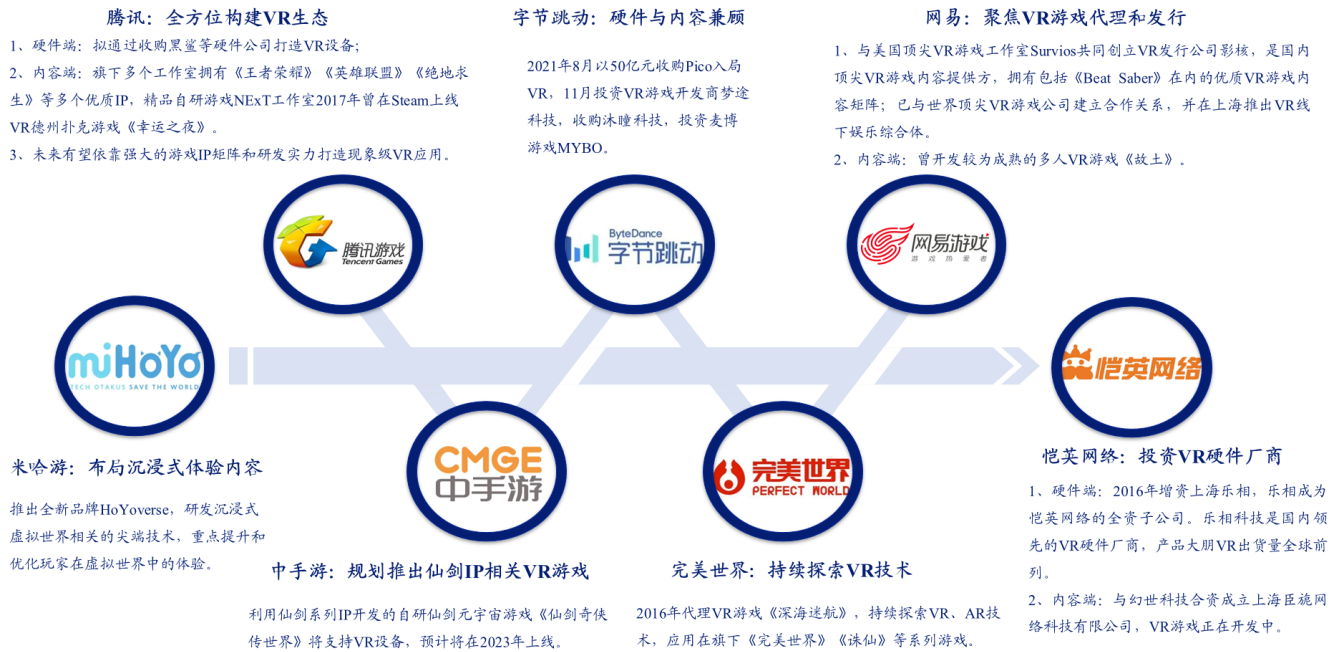 腾讯：全方位构建VR生态
1、硬件端：拟通过收购黑鲨等硬件公司打造VR设备；
2、内容端：旗下多个工作室拥有《王者荣耀》《英雄联盟》《绝地求
生》等多个优质IP，精品自研游戏NExT工作室2017年曾在Steam上线
VR德州扑克游戏《幸运之夜》。
3、未来有望依靠强大的游戏IP矩阵和研发实力打造现象级VR应用。
字节跳动：硬件与内容兼顾
2021年8月以50亿元收购Pico入局
VR，11月投资VR游戏开发商梦途
科技，收购沐瞳科技，投资麦博
游戏MYBO。
网易：聚焦VR游戏代理和发行
1、与美国顶尖VR游戏工作室Survios共同创立VR发行公司影核，是国内
顶尖VR游戏内容提供方，拥有包括《Beat Saber》在内的优质VR游戏内
容矩阵；已与世界顶尖VR游戏公司建立合作关系，并在上海推出VR线
下娱乐综合体。
2、内容端：曾开发较为成熟的多人VR游戏《故土》。
腾讯游戏
Tencent Games
ByteDance
字节跳动
网易游戏
游戏热爱者
miHoYo
TECH OTAKUS SAVE THE WORLD
恺英网络
CMGE
中手游
完美世界
PERFECT WORLD
米哈游：布局沉浸式体验内容
推出全新品牌HoYoverse，研发沉浸式
虚拟世界相关的尖端技术，重点提升和
优化玩家在虚拟世界中的体验。
中手游：规划推出仙剑IP相关VR游戏
利用仙剑系列IP开发的自研仙剑元宇宙游戏《仙剑奇侠
传世界》将支持VR设备，预计将在2023年上线。
完美世界：持续探索VR技术
2016年代理VR游戏《深海迷航》，持续探索VR、AR技
术，应用在旗下《完美世界》《诛仙》等系列游戏。
恺英网络：投资VR硬件厂商
1、硬件端：2016年增资上海乐相，乐相成为
恺英网络的全资子公司。乐相科技是国内领
先的VR硬件厂商，产品大朋VR出货量全球前
列。
2、内容端：与幻世科技合资成立上海臣旎网
络科技有限公司，VR游戏正在开发中。